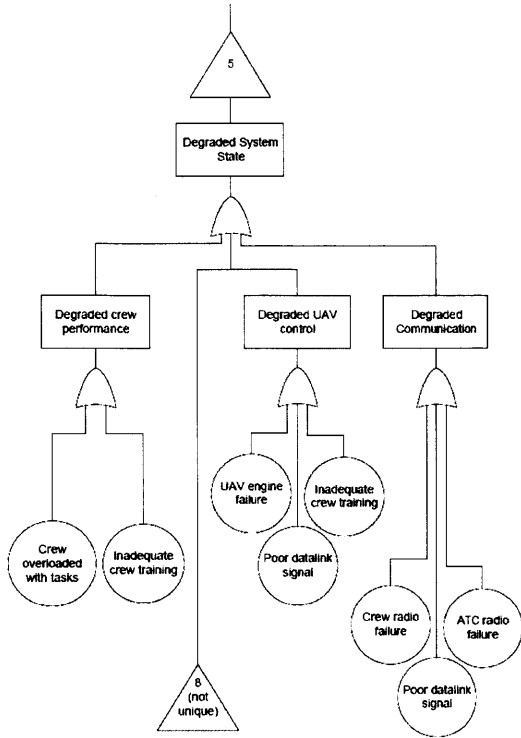 5
Degraded System
State
Degraded crew
performance
Degraded UAV
control
Degraded
Communication
UAV engine
failure
Inadequate
crew training
Crew
overloaded
with tasks
Inadequate
crew training
Poor datalink
signal
Crew radio
failure
ATC radio
failure
Poor datalink
signal
8
(not
unique)